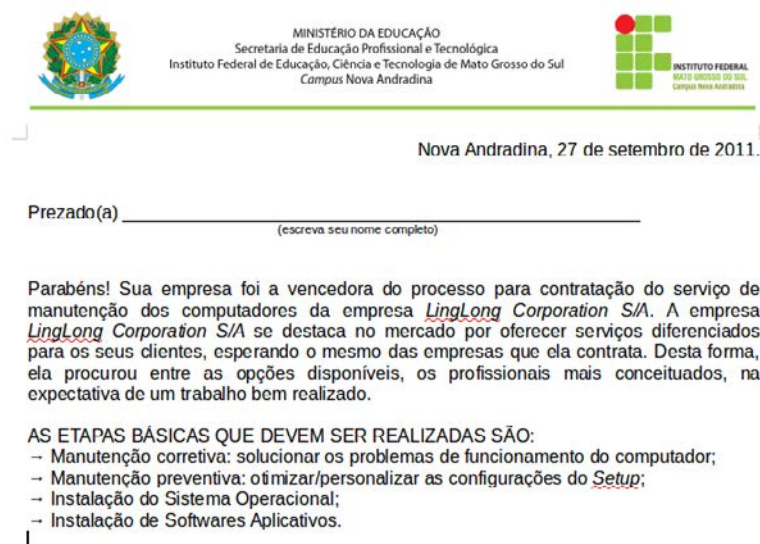 MINISTÉRIO DA EDUCAÇÃO
Secretaria de Educação Profissional e Tecnológica
Instituto Federal de Educação, Ciência e Tecnologia de Mato Grosso do Sul
Campus Nova Andradina
INSTITUTO FEDERAL
MATO GROSSO DO SUL
Campus Nova Andradina
Nova Andradina, 27 de setembro de 2011.
Prezado(a)
(escreva seu nome completo)
Parabéns! Sua empresa foi a vencedora do processo para contratação do serviço de
manutenção dos computadores da empresa LingLong Corporation S/A. A empresa
LingLong Corporation S/A se destaca no mercado por oferecer serviços diferenciados
para os seus clientes, esperando o mesmo das empresas que ela contrata. Desta forma,
ela procurou entre as opções disponíveis, os profissionais mais conceituados, na
expectativa de um trabalho bem realizado.
AS ETAPAS BÁSICAS QUE DEVEM SER REALIZADAS SÃO:
→ Manutenção corretiva: solucionar os problemas de funcionamento do computador;
→ Manutenção preventiva: otimizar/personalizar as configurações do Setup;
→ Instalação do Sistema Operacional;
→ Instalação de Softwares Aplicativos.